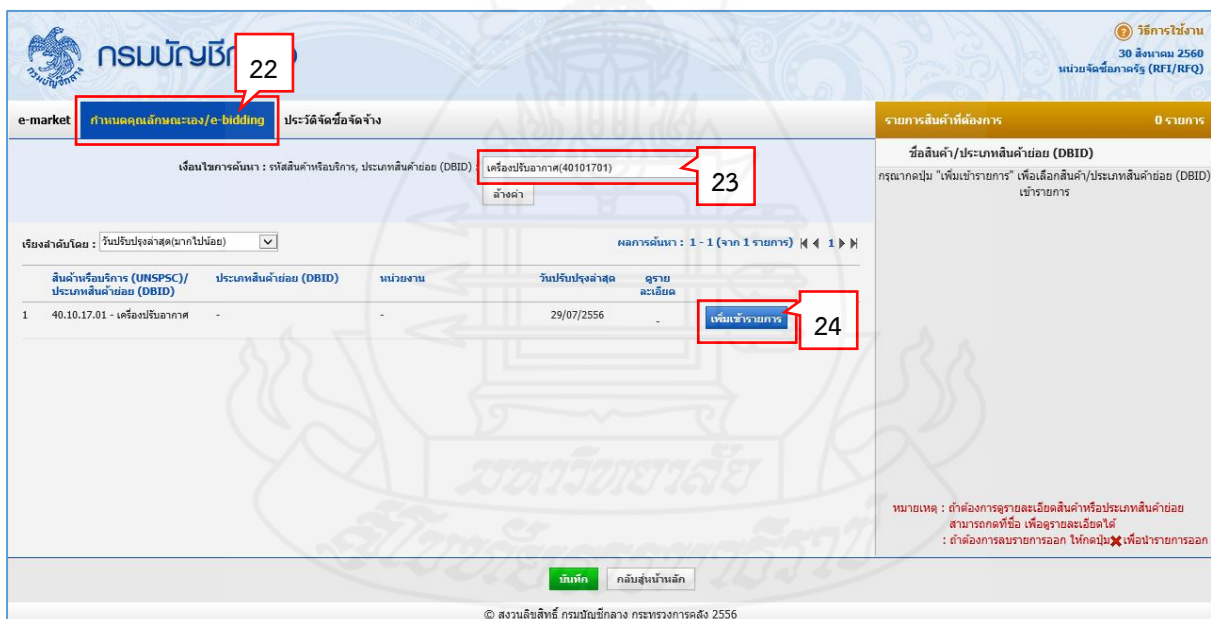 กรมบัญชีก
22
วิธีการใช้งาน
30 สิงหาคม 2560
หน่วยจัดซื้อภาครัฐ (RFI/RFQ)
e-market กำหนดคุณลักษณะเอง/e-bidding ประวัติจัดซื้อจัดจ้าง
รายการสินค้าที่ต้องการ 0 รายการ
เงื่อนไขการค้นหา : รหัสสินค้าหรือบริการ, ประเภทสินค้าย่อย (DBID) : เครื่องปรับอากาศ(40101701)
23
ล้างค่า
ชื่อสินค้า/ประเภทสินค้าย่อย (DBID)
กรุณากดปุ่ม "เพิ่มเข้ารายการ" เพื่อเลือกสินค้า/ประเภทสินค้าย่อย (DBID)
เข้ารายการ
เรียงลำดับโดย : วันปรับปรุงล่าสุด(มากไปน้อย)
ผลการค้นหา : 1 - 1 (จาก 1 รายการ) 1
สินค้าหรือบริการ (UNSPSC)/ ประเภทสินค้าย่อย (DBID) หน่วยงาน วันปรับปรุงล่าสุด ดูราย
ประเภทสินค้าย่อย (DBID) ละเอียด
1 40.10.17.01 - เครื่องปรับอากาศ - - 29/07/2556 - เพิ่มเข้ารายการ
24
มหาวิทยาลัย
สุโขทัยธรรมาธิราช
หมายเหตุ : ถ้าต้องการดูรายละเอียดสินค้าหรือประเภทสินค้าย่อย
สามารถกดที่ชื่อ เพื่อดูรายละเอียดได้
: ถ้าต้องการลบรายการออก ให้กดปุ่ม เพื่อนำรายการออก
บันทึก กลับสู่หน้าหลัก
© สงวนลิขสิทธิ์ กรมบัญชีกลาง กระทรวงการคลัง 2556